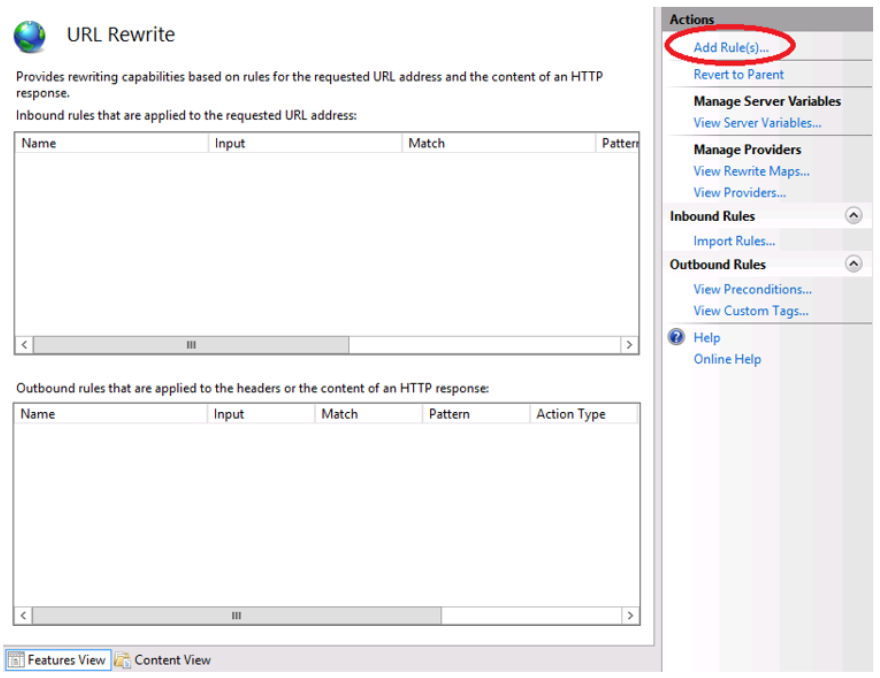 URL Rewrite
Provides rewriting capabilities based on rules for the requested URL address and the content of an HTTP
response.
Inbound rules that are applied to the requested URL address:
Name Input Match Pattern
Outbound rules that are applied to the headers or the content of an HTTP response:
Name Input Match Pattern Action Type
Features View Content View
Actions
Add Rule(s)...
Revert to Parent
Manage Server Variables
View Server Variables...
Manage Providers
View Rewrite Maps...
View Providers...
Inbound Rules
Import Rules...
Outbound Rules
View Preconditions...
View Custom Tags...
Help
Online Help